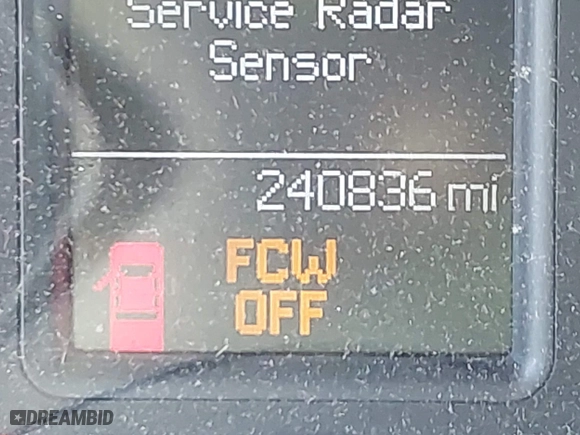 Service Radar
Sensor
240836 mi
FCW
OFF
DREAMBID